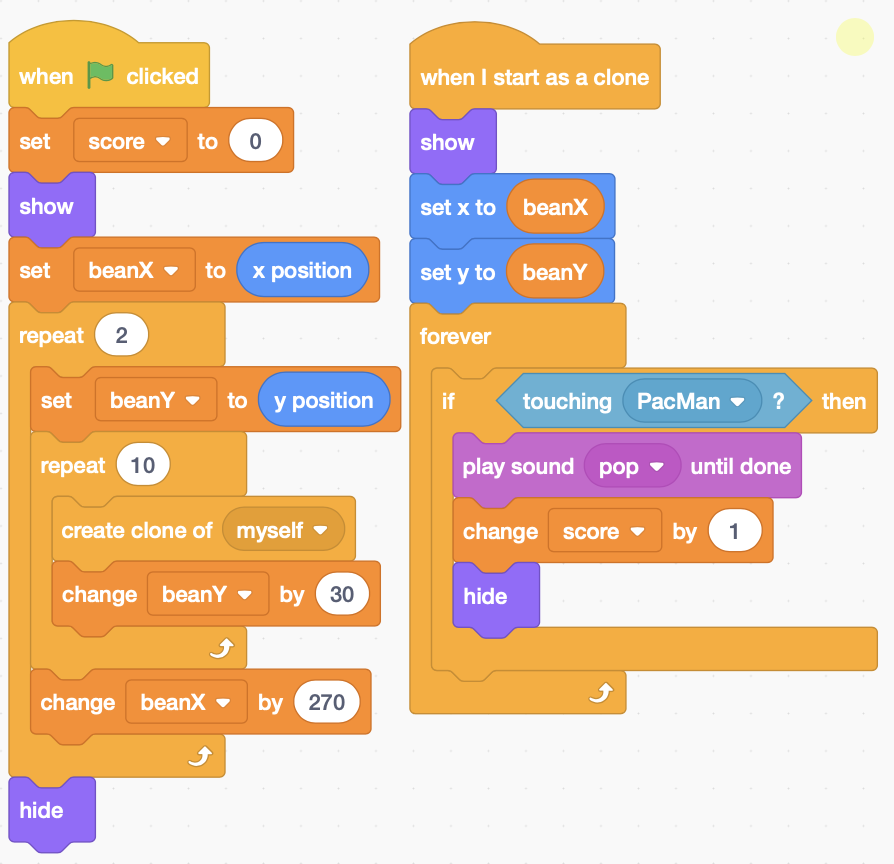 when clicked
set score to 0
show
set beanX to x position
repeat 2
set beanY to y position
repeat 10
create clone of myself
change beanY by 30
change beanX by 270
hide
when I start as a clone
show
set x to beanX
set y to beanY
forever
if touching PacMan ? then
play sound pop until done
change score by 1
hide